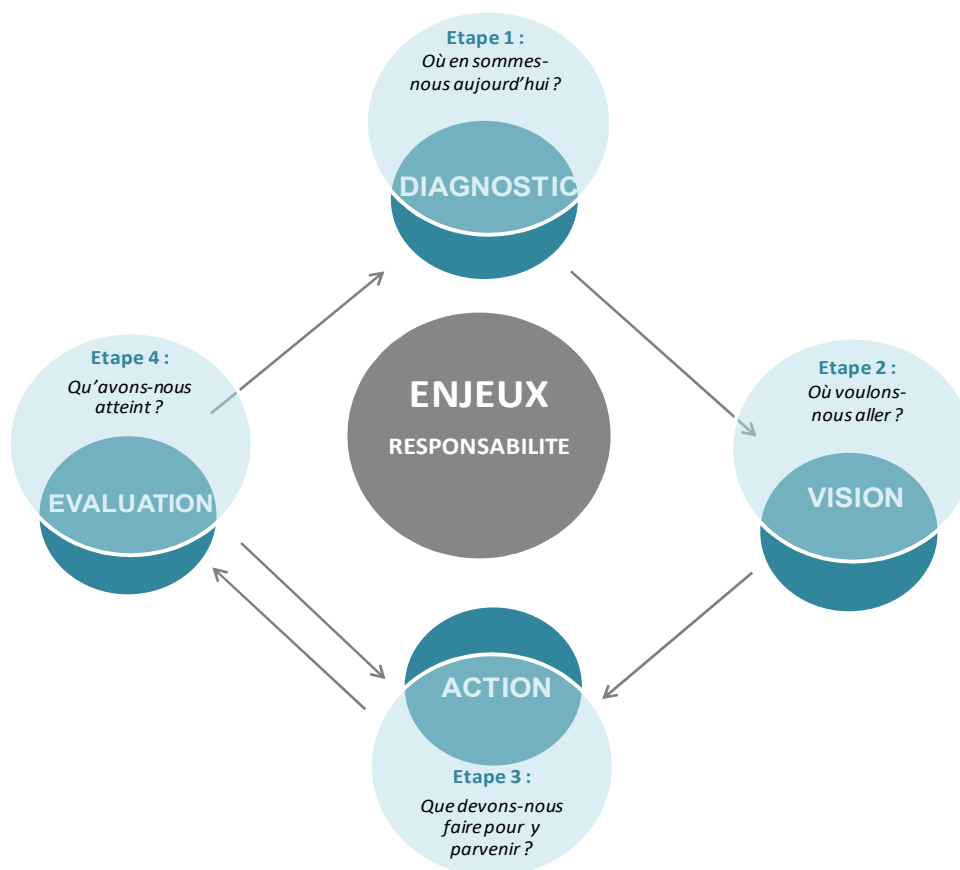 Etape 1 :
Où en sommes-
nous aujourd'hui ?
DIAGNOSTIC
Etape 4 :
Qu'avons-nous
atteint ?
EVALUATION
ENJEUX
RESPONSABILITE
Etape 2 :
Où voulons-
nous aller ?
VISION
ACTION
Etape 3 :
Que devons-nous
faire pour y
parvenir ?